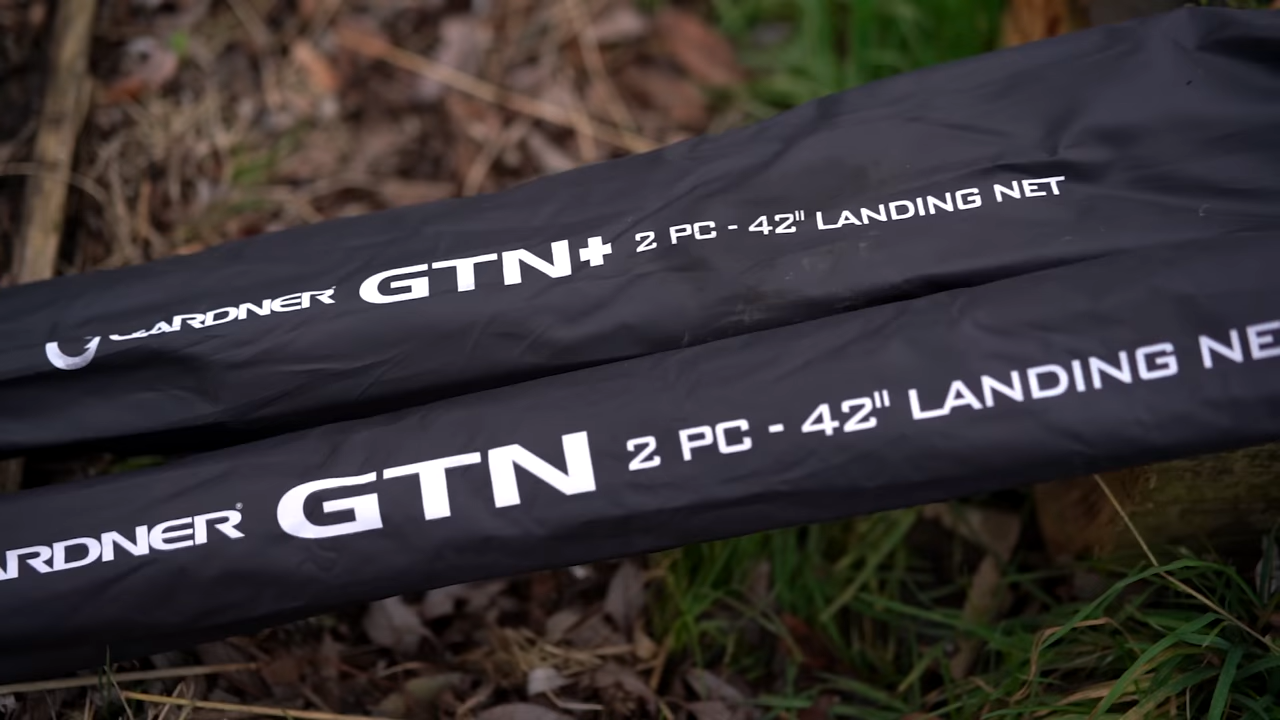 GARDNER GTN+ 2 PC - 42" LANDING NET
ARDNER® GTN 2 PC - 42" LANDING NE